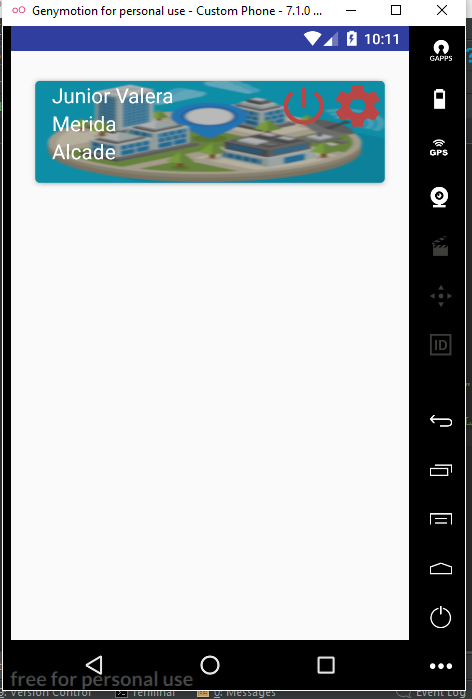 Genymotion for personal use - Custom Phone - 7.1.0 ...
10:11
GAPPS
Junior Valera
Merida
Alcade
GPS
ID
free for personal use
9: Version Control
Terminal
0: Messages
Event Log